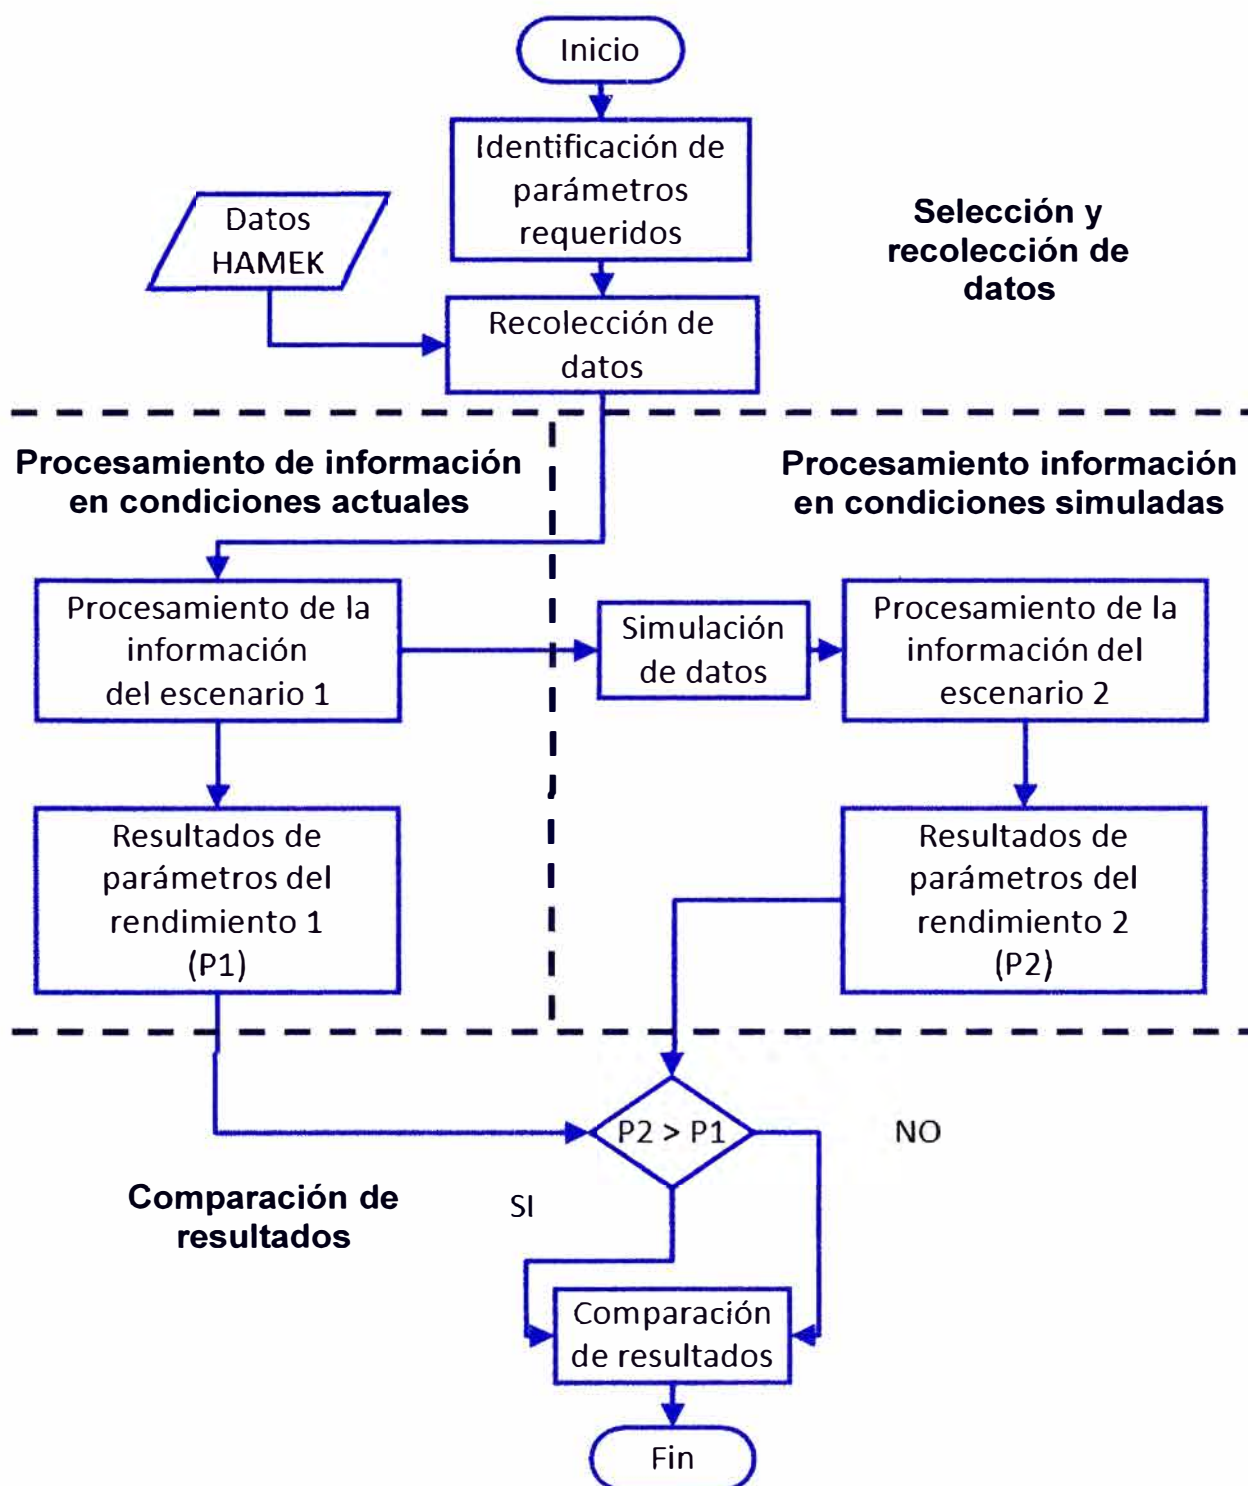 Inicio
Identificación de
parámetros
requeridos
Datos
HAMEK
Selección y
recolección de
datos
Recolección de
datos
Procesamiento de información
en condiciones actuales
Procesamiento información
en condiciones simuladas
Procesamiento de la
información
del escenario 1
Simulación
de datos
Procesamiento de la
información del
escenario 2
Resultados de
parámetros del
rendimiento 1
(P1)
Resultados de
parámetros del
rendimiento 2
(P2)
P2 > P1
NO
SI
Comparación de
resultados
Comparación
de resultados
Fin